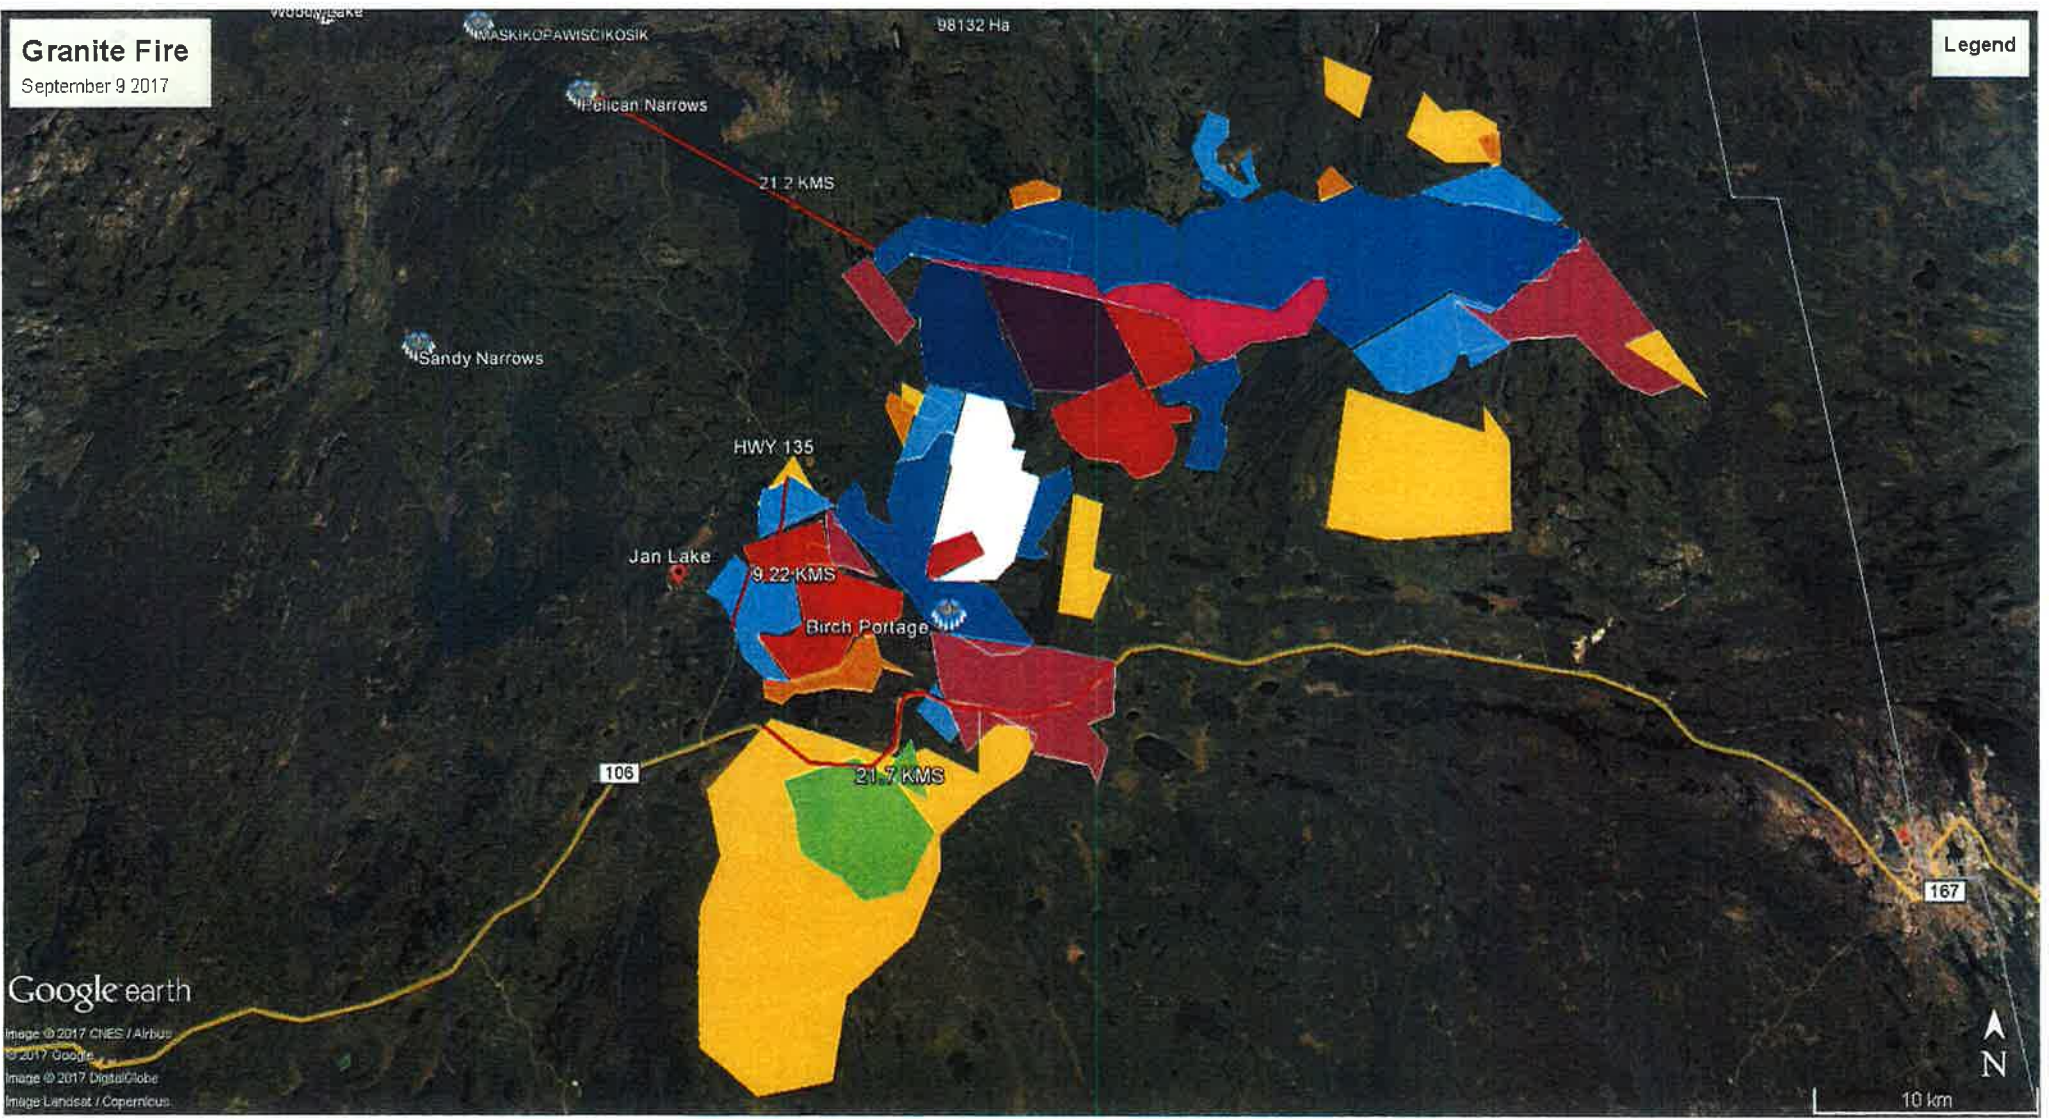 Woody Lake
98132 Ha
MASKIKOPAWISCIKOSIK
Granite Fire
September 9 2017
Legend
Pelican Narrows
21.2 KMS
Sandy Narrows
HWY 135
Jan Lake
9.22 KMS
Birch Portage
106
21.7 KMS
167
Google earth
Image © 2017 CNES / Airbus
© 2017 Google
Image © 2017 DigitalGlobe
Image Landsat / Copernicus
N
10 km